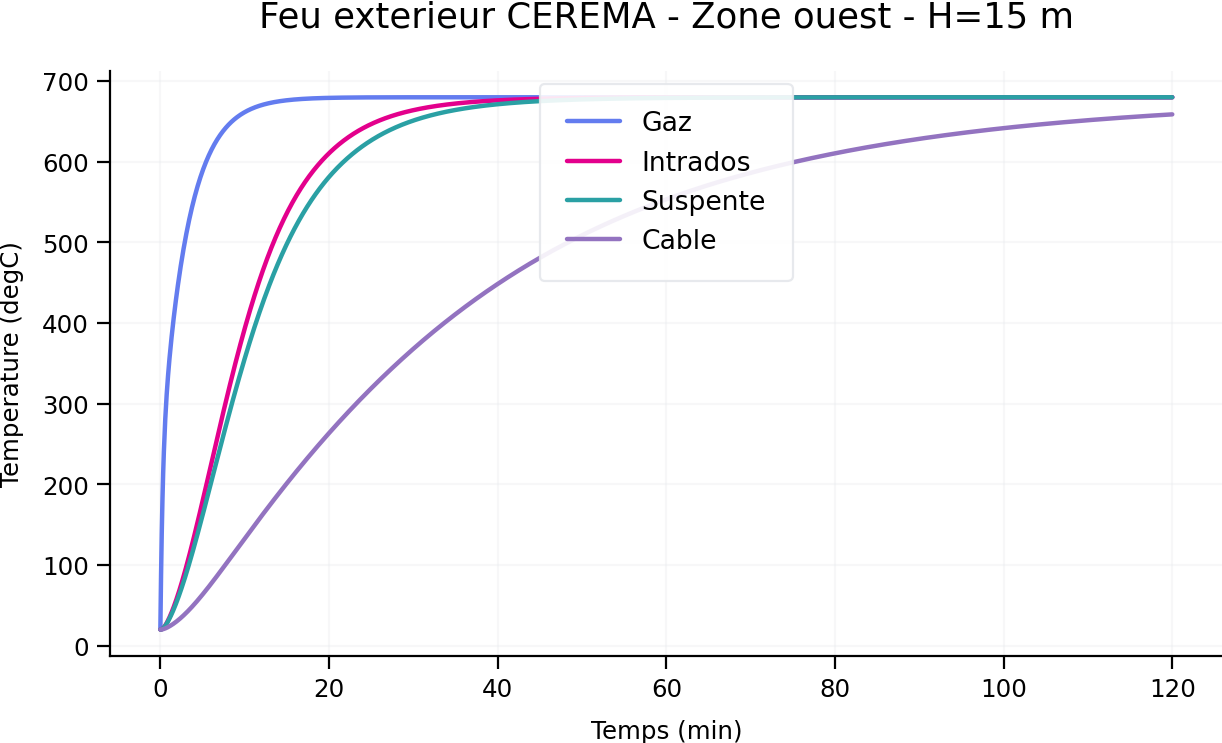 Feu exterieur CEREMA - Zone ouest - H=15 m
Temperature (degC)
700
600
500
400
300
200
100
0
Gaz
Intrados
Suspente
Cable
0 20 40 60 80 100 120
Temps (min)